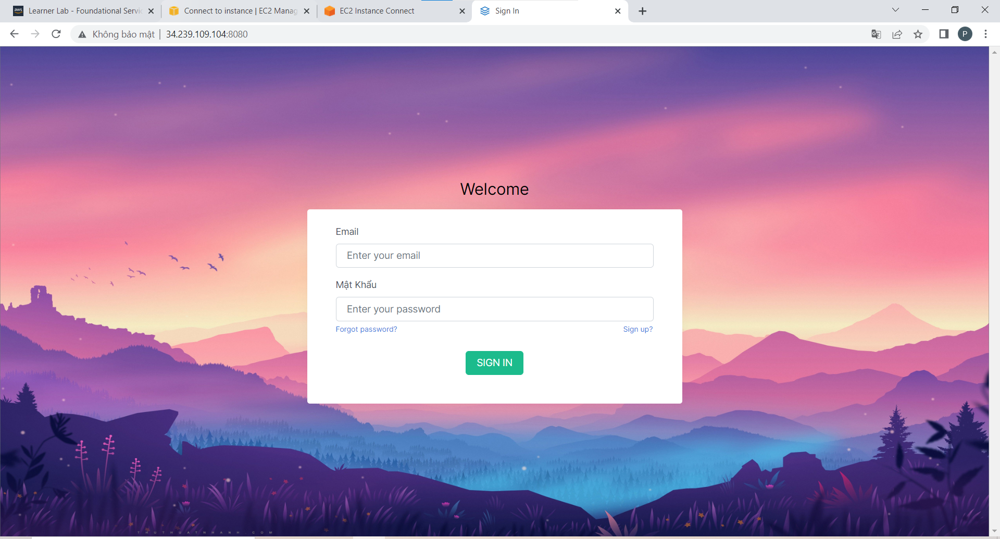 aws Learner Lab - Foundational Servic
Connect to instance | EC2 Manag
EC2 Instance Connect
Sign In
Không bảo mật | 34.239.109.104:8080
P
Welcome
Email
Enter your email
Mật Khẩu
Enter your password
Forgot password? Sign up?
SIGN IN
THUTHUATNHANH.COM